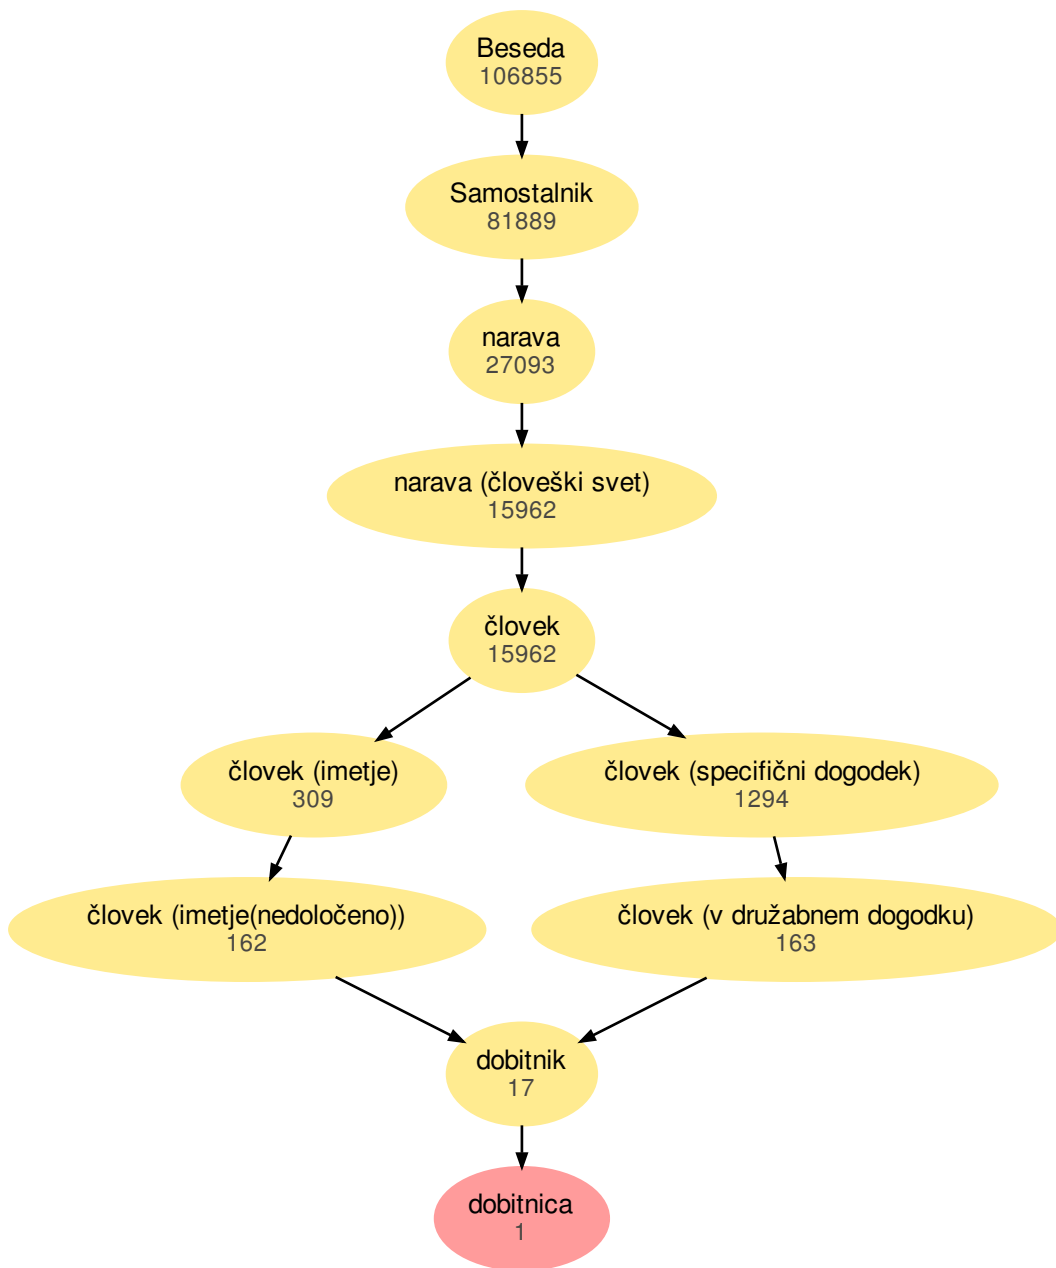 Beseda
106855
Samostalnik
81889
narava
27093
narava (človeški svet)
15962
človek
15962
človek (imetje)
309
človek (specifični dogodek)
1294
človek (imetje(nedoločeno))
162
človek (v družabnem dogodku)
163
dobitnik
17
dobitnica
1